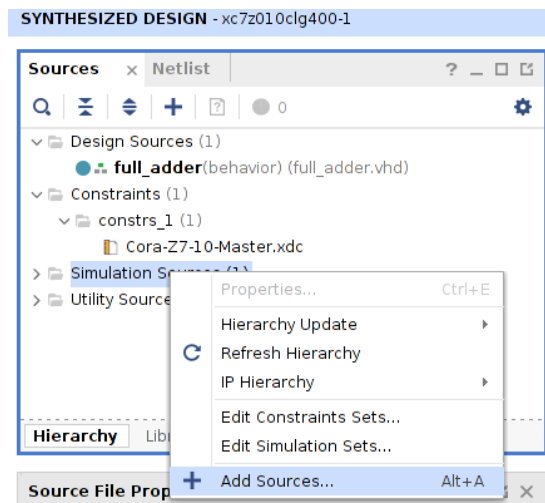 SYNTHESIZED DESIGN - xc7z010clg400-1
Sources × Netlist ?
0
Design Sources (1)
full_adder(behavior) (full_adder.vhd)
Constraints (1)
constrs_1 (1)
Cora-Z7-10-Master.xdc
Simulation Sources (1)
Utility Source
Properties... Ctrl+E
Hierarchy Update
Refresh Hierarchy
IP Hierarchy
Edit Constraints Sets...
Edit Simulation Sets...
Add Sources... Alt+A
Hierarchy
Source File Prop